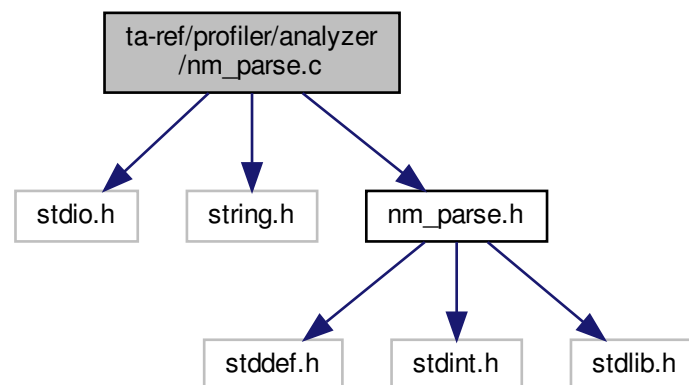 ta-ref/profiler/analyzer
/nm_parse.c
stdio.h
string.h
nm_parse.h
stddef.h
stdint.h
stdlib.h